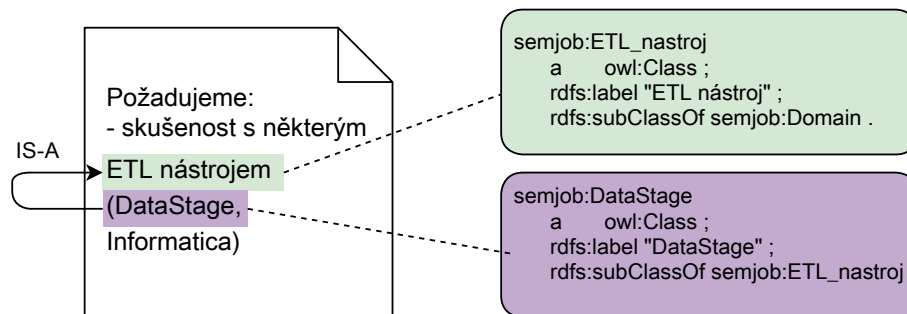 IS-A
Požadujeme:
- skušenost s některým
ETL nástrojem
(DataStage,
Informatica)
semjob:ETL_nastroj
a owl:Class ;
rdfs:label "ETL nástroj" ;
rdfs:subClassOf semjob:Domain .
semjob:DataStage
a owl:Class ;
rdfs:label "DataStage" ;
rdfs:subClassOf semjob:ETL_nastroj